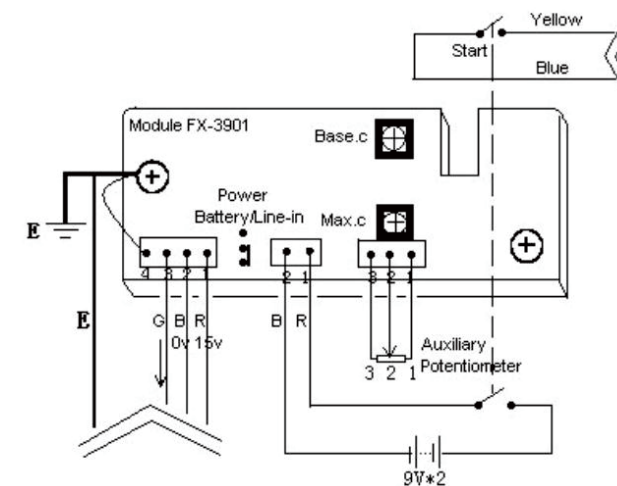 Yellow
Start
Blue
Module FX-3901
Base.c
Power
Battery/Line-in
Max.c
E
4 3 2 1
2 1
3 2 1
E
G B R
0v 15v
B R
Auxiliary
Potentiometer
3 2 1
9V*2